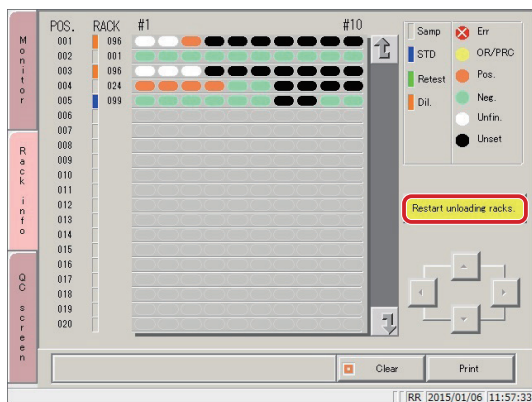 Monitor
Rack info
QC screen
POS. RACK #1 #10
001 096
002 001
003 096
004 024
005 099
006
007
008
009
010
011
012
013
014
015
016
017
018
019
020
Samp
STD
Retest
Dil.
Err
OR/PRC
Pos.
Neg.
Unfin.
Unset
Restart unloading racks.
Clear
Print
RR 2015/01/06 11:57:33